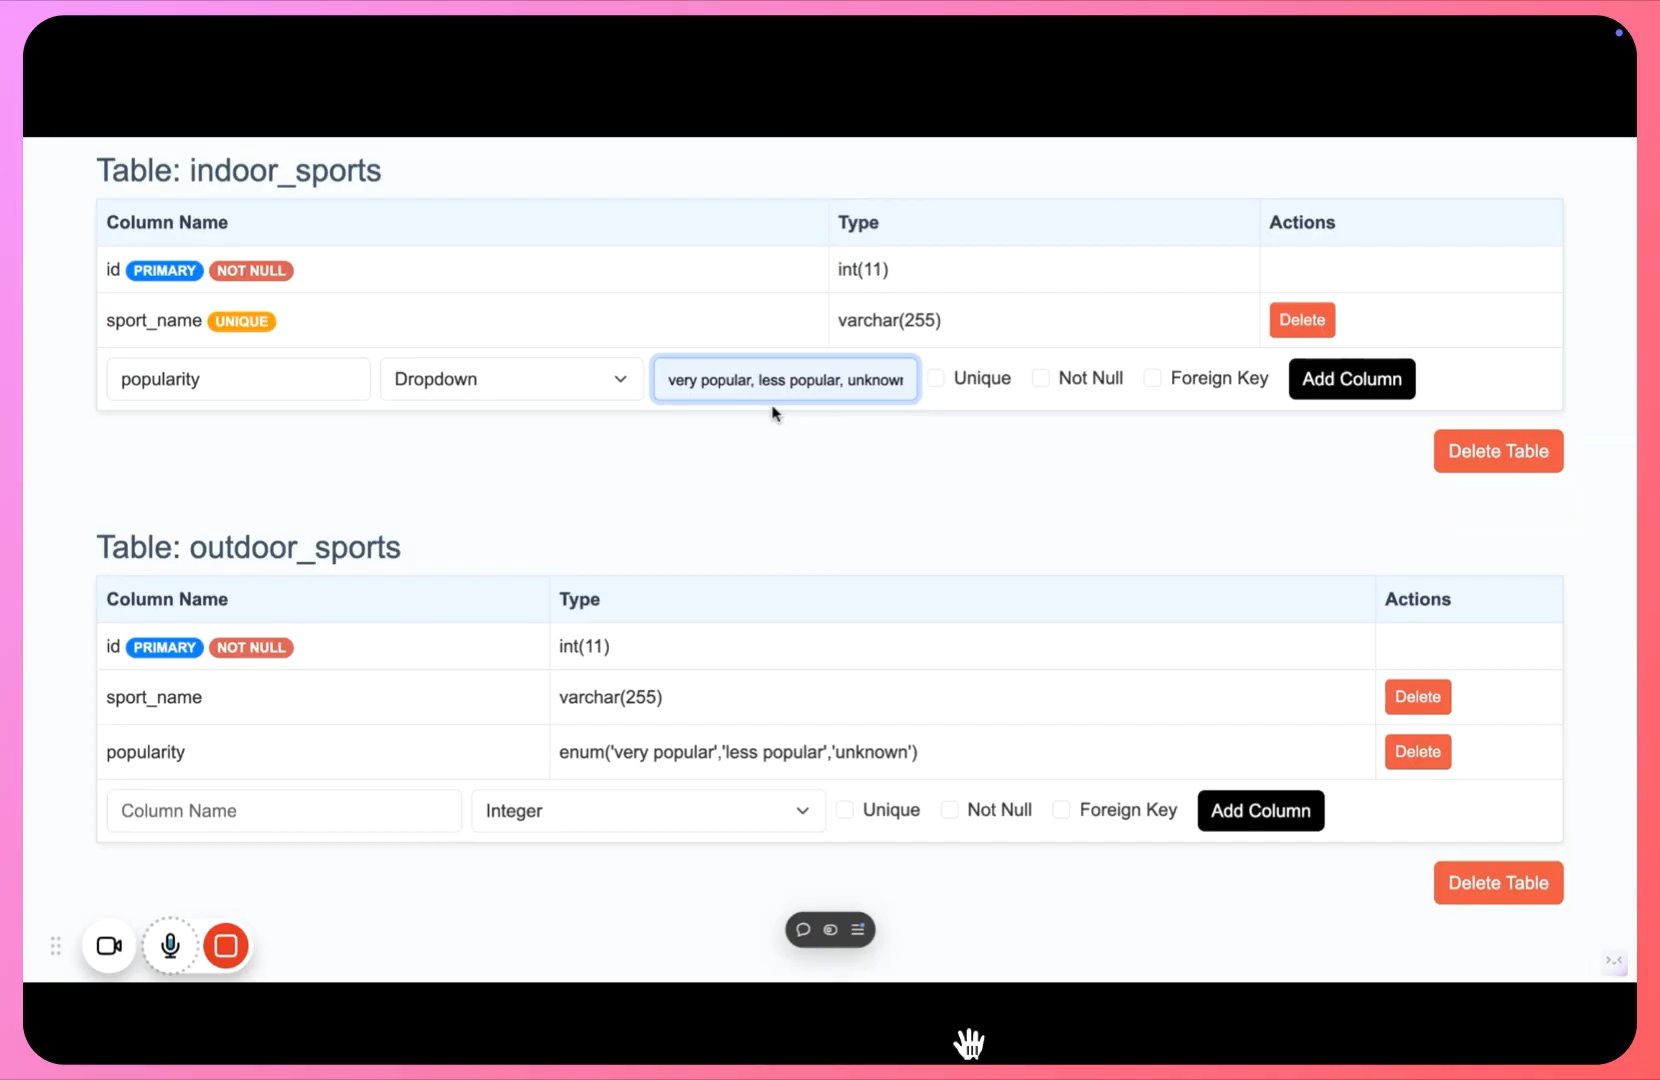 Table: indoor_sports
Column Name Type Actions
id PRIMARY NOT NULL int(11)
sport_name UNIQUE varchar(255) Delete
popularity Dropdown very popular, less popular, unknown Unique Not Null Foreign Key Add Column
Delete Table
Table: outdoor_sports
Column Name Type Actions
id PRIMARY NOT NULL int(11)
sport_name varchar(255) Delete
popularity enum('very popular','less popular','unknown') Delete
Column Name Integer Unique Not Null Foreign Key Add Column
Delete Table